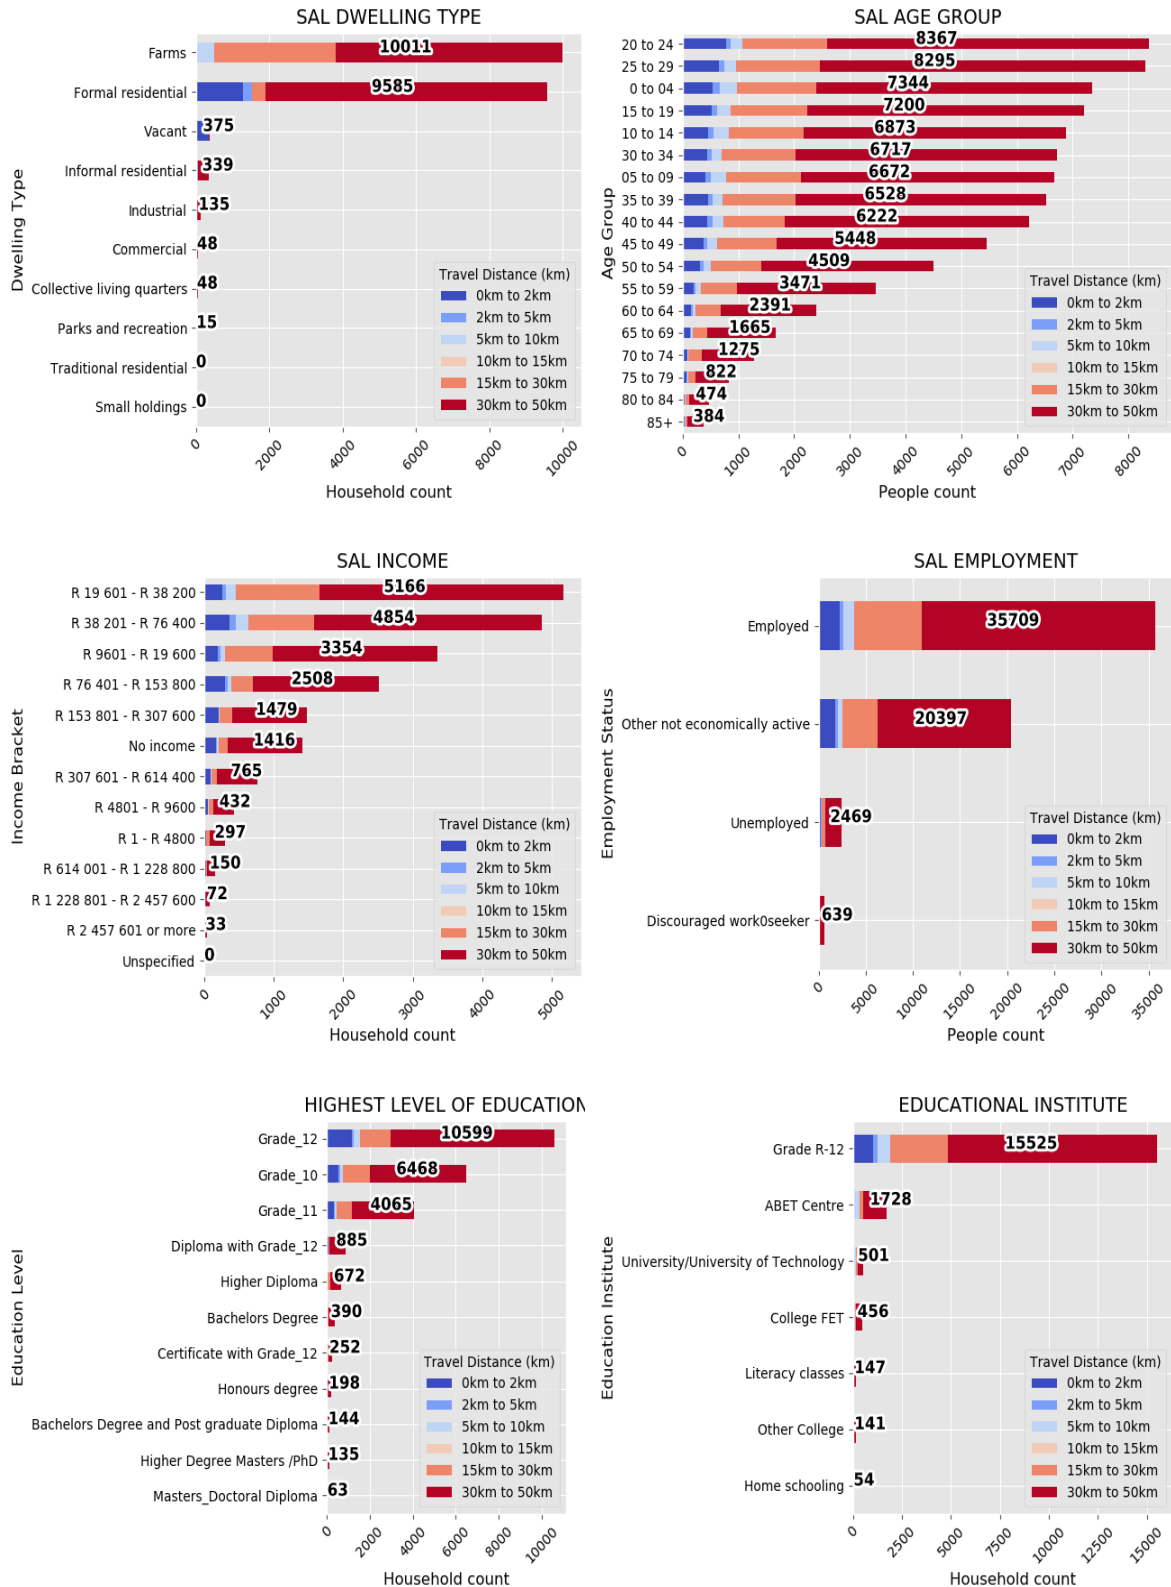 SAL DWELLING TYPE
Dwelling Type
Farms 10011
Formal residential 9585
Vacant 375
Informal residential 339
Industrial 135
Commercial 48
Collective living quarters 48
Parks and recreation 15
Traditional residential 0
Small holdings 0
Travel Distance (km)
0km to 2km
2km to 5km
5km to 10km
10km to 15km
15km to 30km
30km to 50km
0 2000 4000 6000 8000 10000
Household count
SAL AGE GROUP
Age Group
20 to 24 8367
25 to 29 8295
0 to 04 7344
15 to 19 7200
10 to 14 6873
30 to 34 6717
05 to 09 6672
35 to 39 6528
40 to 44 6222
45 to 49 5448
50 to 54 4509
55 to 59 3471
60 to 64 2391
65 to 69 1665
70 to 74 1275
75 to 79 822
80 to 84 474
85+ 384
Travel Distance (km)
0km to 2km
2km to 5km
5km to 10km
10km to 15km
15km to 30km
30km to 50km
0 1000 2000 3000 4000 5000 6000 7000 8000
People count
SAL INCOME
Income Bracket
R 19 601 - R 38 200 5166
R 38 201 - R 76 400 4854
R 9601 - R 19 600 3354
R 76 401 - R 153 800 2508
R 153 801 - R 307 600 1479
No income 1416
R 307 601 - R 614 400 765
R 4801 - R 9600 432
R 1 - R 4800 297
R 614 001 - R 1 228 800 150
R 1 228 801 - R 2 457 600 72
R 2 457 601 or more 33
Unspecified 0
Travel Distance (km)
0km to 2km
2km to 5km
5km to 10km
10km to 15km
15km to 30km
30km to 50km
0 1000 2000 3000 4000 5000
Household count
SAL EMPLOYMENT
Employment Status
Employed 35709
Other not economically active 20397
Unemployed 2469
Discouraged work0seeker 639
Travel Distance (km)
0km to 2km
2km to 5km
5km to 10km
10km to 15km
15km to 30km
30km to 50km
0 5000 10000 15000 20000 25000 30000 35000
People count
HIGHEST LEVEL OF EDUCATION
Education Level
Grade_12 10599
Grade_10 6468
Grade_11 4065
Diploma with Grade_12 885
Higher Diploma 672
Bachelors Degree 390
Certificate with Grade_12 252
Honours degree 198
Bachelors Degree and Post graduate Diploma 144
Higher Degree Masters /PhD 135
Masters_Doctoral Diploma 63
Travel Distance (km)
0km to 2km
2km to 5km
5km to 10km
10km to 15km
15km to 30km
30km to 50km
0 2000 4000 6000 8000 10000
Household count
EDUCATIONAL INSTITUTE
Education Institute
Grade R-12 15525
ABET Centre 1728
University/University of Technology 501
College FET 456
Literacy classes 147
Other College 141
Home schooling 54
Travel Distance (km)
0km to 2km
2km to 5km
5km to 10km
10km to 15km
15km to 30km
30km to 50km
0 2500 5000 7500 10000 12500 15000
Household count